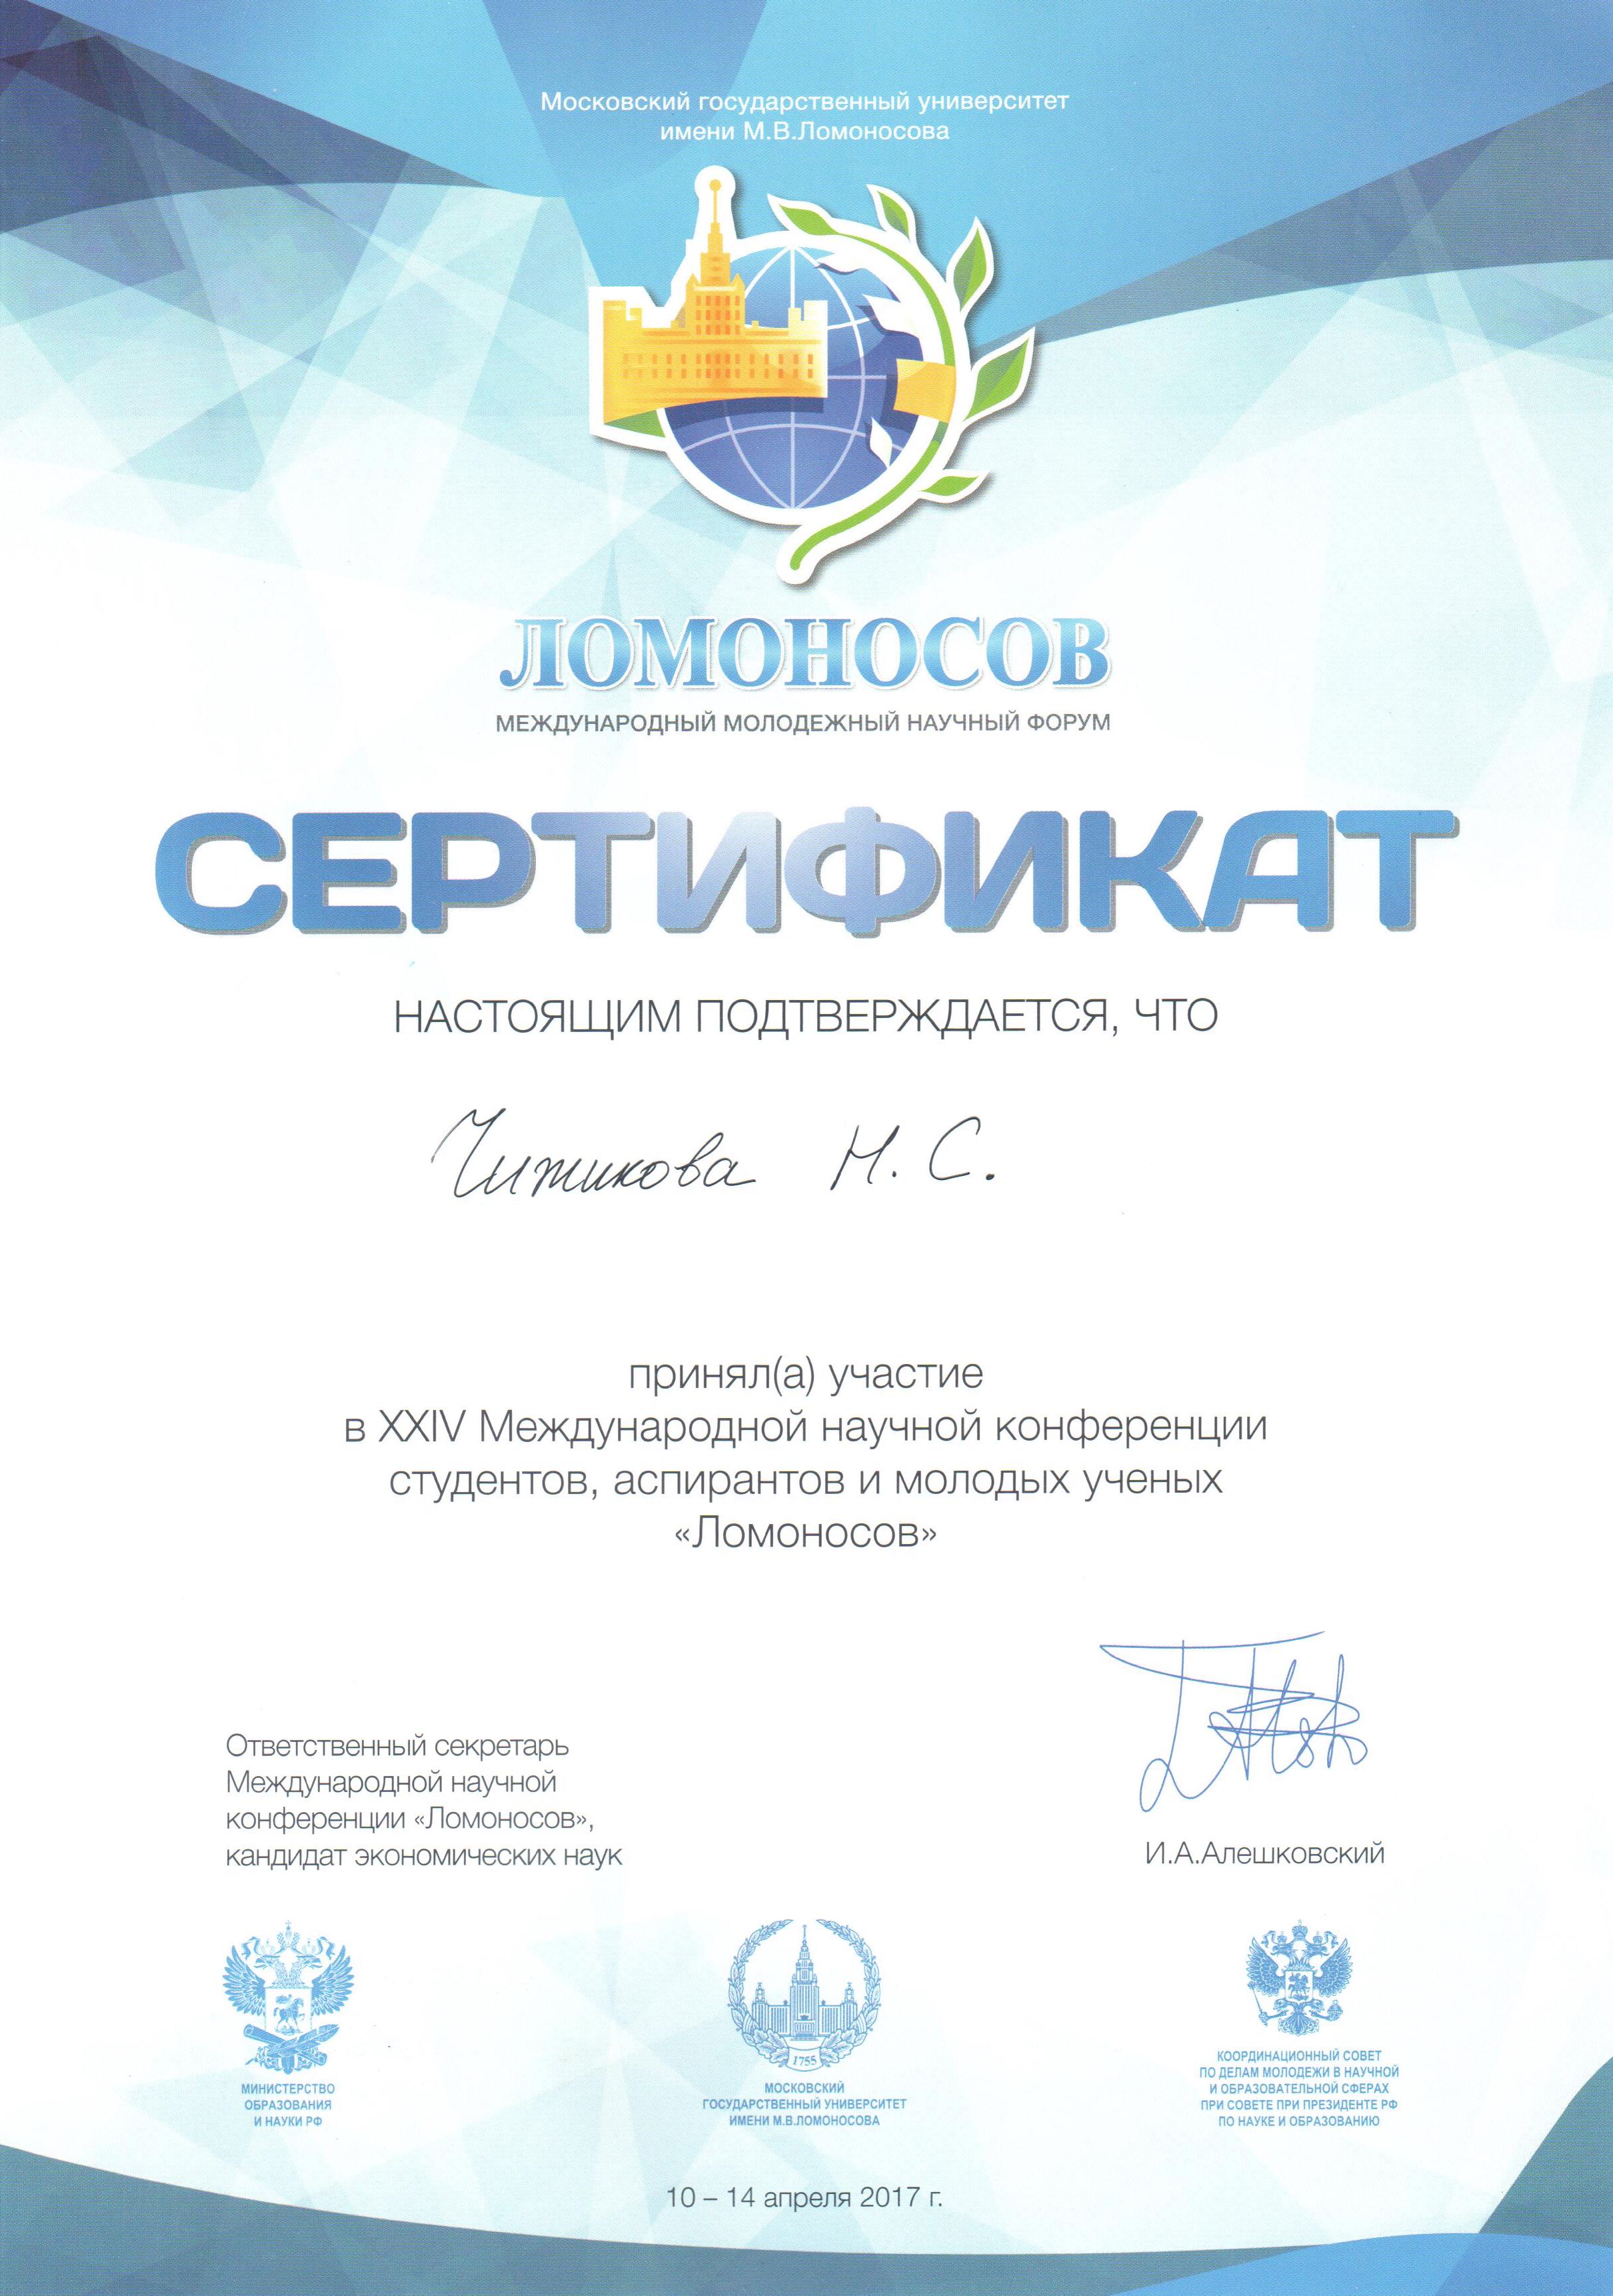 Московский государственный университет
имени М.В.Ломоносова
ЛОМОНОСОВ
МЕЖДУНАРОДНЫЙ МОЛОДЕЖНЫЙ НАУЧНЫЙ ФОРУМ
СЕРТИФИКАТ
НАСТОЯЩИМ ПОДТВЕРЖДАЕТСЯ, ЧТО
Чижикова Н. С.
принял(а) участие
в XXIV Международной научной конференции
студентов, аспирантов и молодых ученых
«Ломоносов»
Ответственный секретарь
Международной научной
конференции «Ломоносов»,
кандидат экономических наук
И.А.Алешковский
МИНИСТЕРСТВО
ОБРАЗОВАНИЯ
И НАУКИ РФ
1755
МОСКОВСКИЙ
ГОСУДАРСТВЕННЫЙ УНИВЕРСИТЕТ
ИМЕНИ М.В.ЛОМОНОСОВА
КООРДИНАЦИОННЫЙ СОВЕТ
ПО ДЕЛАМ МОЛОДЕЖИ В НАУЧНОЙ
И ОБРАЗОВАТЕЛЬНОЙ СФЕРАХ
ПРИ СОВЕТЕ ПРИ ПРЕЗИДЕНТЕ РФ
ПО НАУКЕ И ОБРАЗОВАНИЮ
10 – 14 апреля 2017 г.